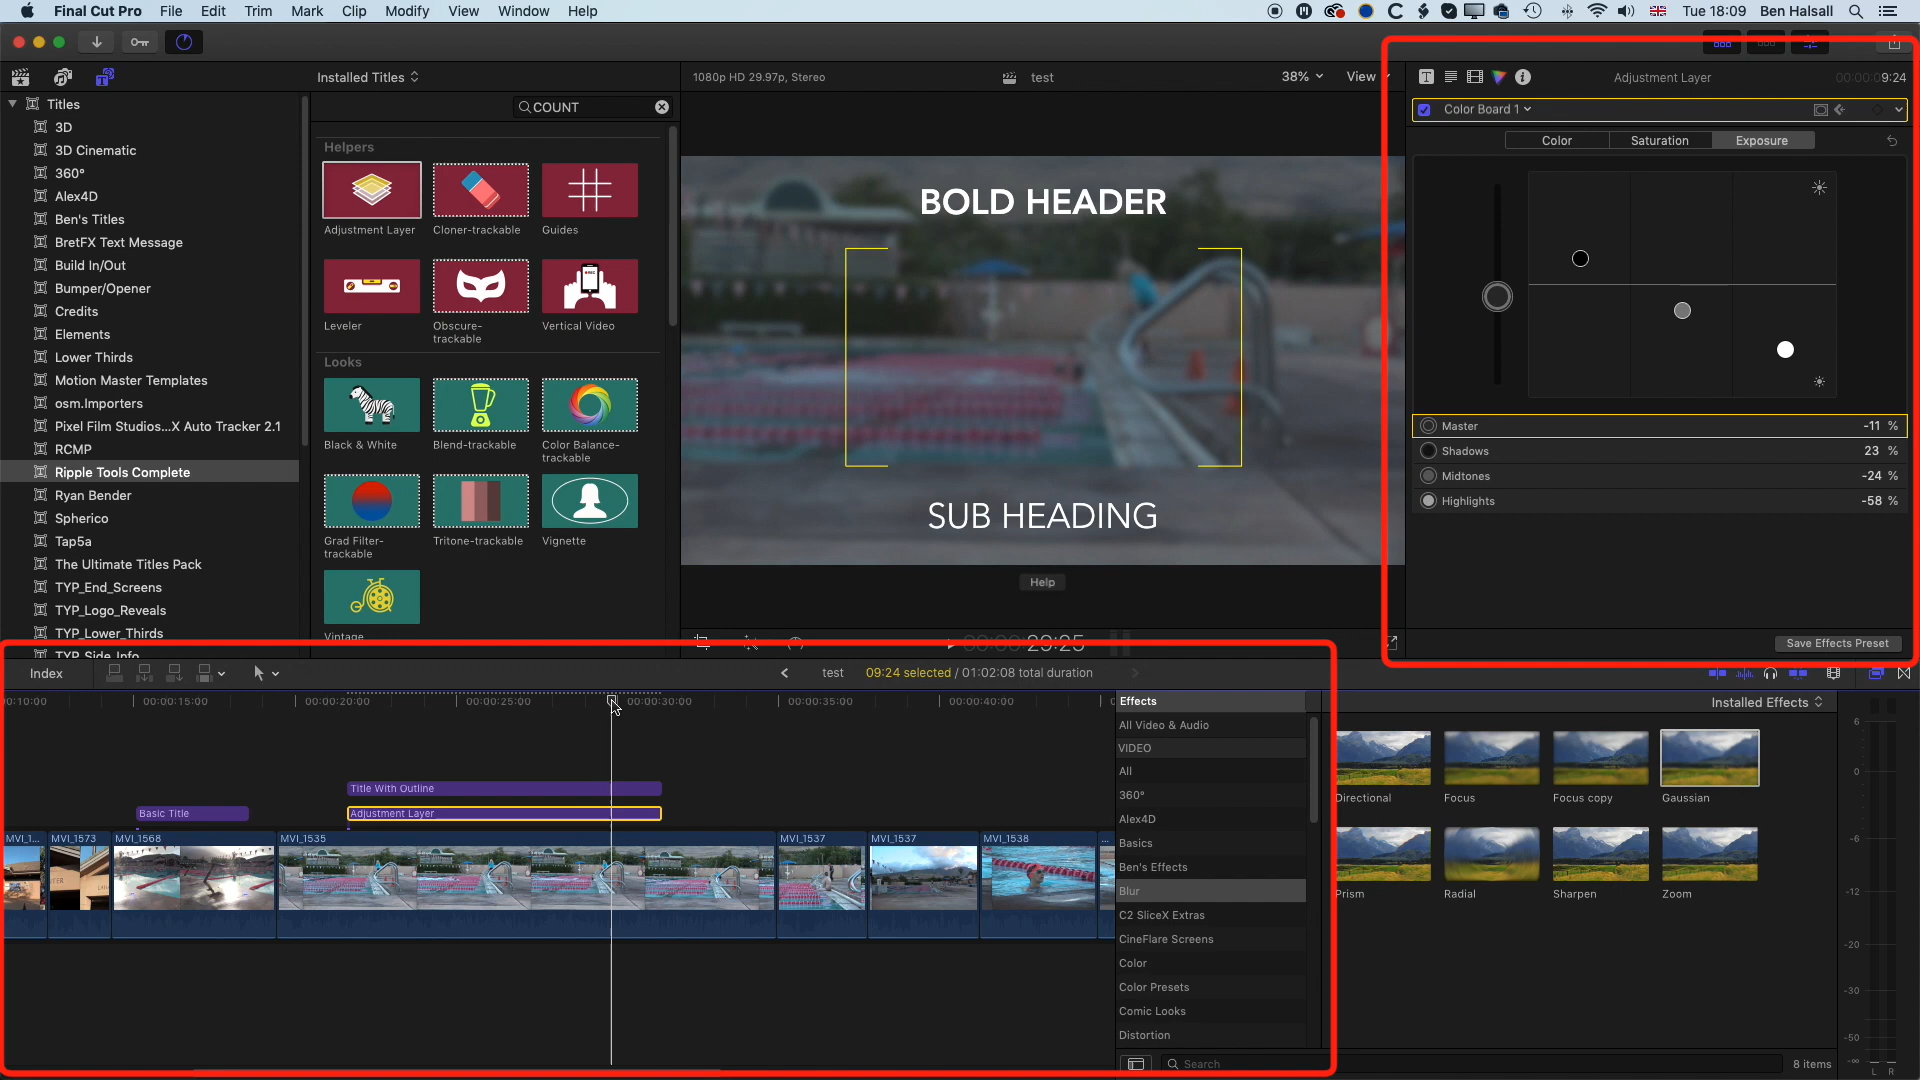 Final Cut Pro File Edit Trim Mark Clip Modify View Window Help
Tue 18:09 Ben Halsall
Installed Titles
1080p HD 29.97p, Stereo
test
38%
View
Adjustment Layer
9:24
Titles
3D
3D Cinematic
360°
Alex4D
Ben's Titles
BretFX Text Message
Build In/Out
Bumper/Opener
Credits
Elements
Lower Thirds
Motion Master Templates
osm.Importers
Pixel Film Studios...X Auto Tracker 2.1
RCMP
Ripple Tools Complete
Ryan Bender
Spherico
Tap5a
The Ultimate Titles Pack
TYP_End_Screens
TYP_Logo_Reveals
TYP_Lower_Thirds
TYP_Side_Info
COUNT
Helpers
Adjustment Layer
Cloner-trackable
Guides
Leveler
Obscure-trackable
Vertical Video
Looks
Black & White
Blend-trackable
Color Balance-trackable
Grad Filter-trackable
Tritone-trackable
Vignette
Vintage
BOLD HEADER
SUB HEADING
Help
Color Board 1
Color Saturation Exposure
Master -11 %
Shadows 23 %
Midtones -24 %
Highlights -58 %
Save Effects Preset
Index
test
09:24 selected / 01:02:08 total duration
00:00:15:00
00:00:20:00
00:00:25:00
00:00:30:00
00:00:35:00
00:00:40:00
Title With Outline
Basic Title
Adjustment Layer
MVI_1...
MVI_1573
MVI_1568
MVI_1535
MVI_1537
MVI_1537
MVI_1538
...
Effects
All Video & Audio
VIDEO
All
360°
Alex4D
Basics
Ben's Effects
Blur
C2 SliceX Extras
CineFlare Screens
Color
Color Presets
Comic Looks
Distortion
Search
Installed Effects
Directional
Focus
Focus copy
Gaussian
Prism
Radial
Sharpen
Zoom
8 items
6
0
-6
-12
-20
-30
-50
-∞
L R